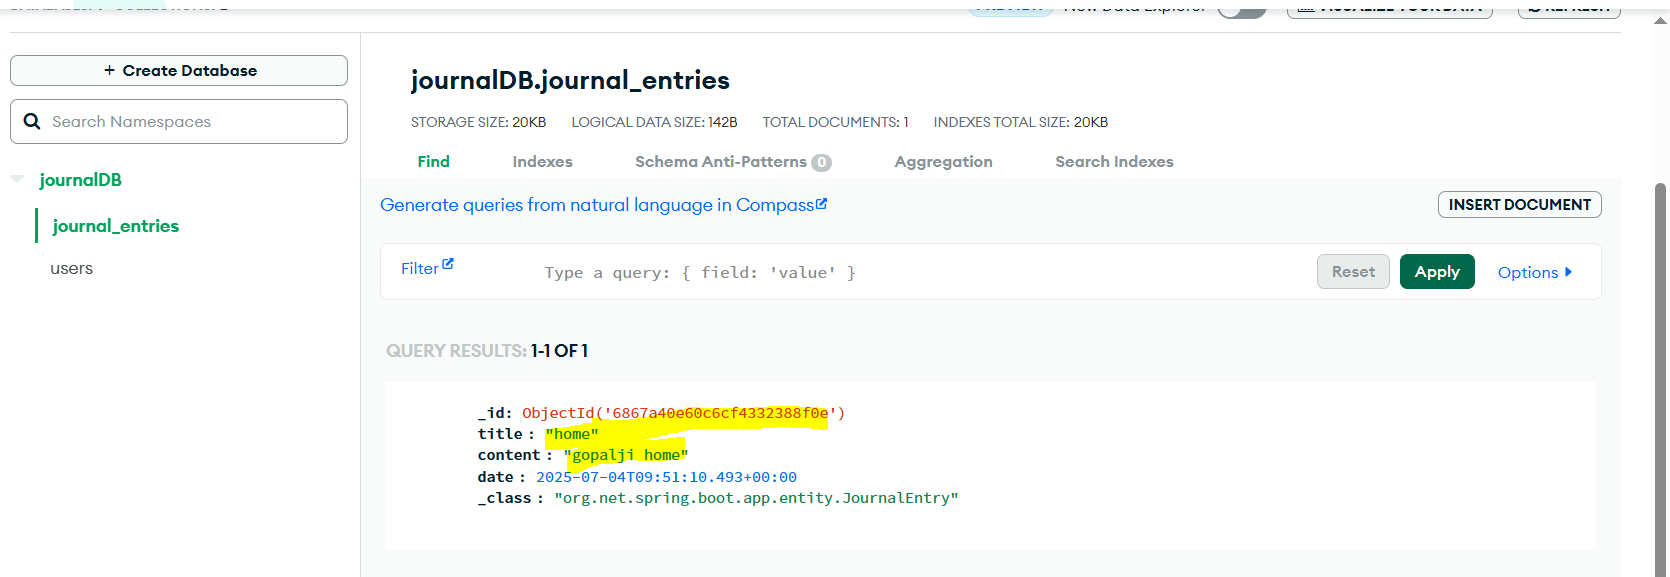 + Create Database
Search Namespaces
journalDB
journal_entries
users
journalDB.journal_entries
STORAGE SIZE: 20KB LOGICAL DATA SIZE: 142B TOTAL DOCUMENTS: 1 INDEXES TOTAL SIZE: 20KB
Find Indexes Schema Anti-Patterns 0 Aggregation Search Indexes
Generate queries from natural language in Compass
INSERT DOCUMENT
Filter Type a query: { field: 'value' } Reset Apply Options
QUERY RESULTS: 1-1 OF 1
_id: ObjectId('6867a40e60c6cf4332388f0e')
title : "home"
content : "gopalji home"
date : 2025-07-04T09:51:10.493+00:00
_class : "org.net.spring.boot.app.entity.JournalEntry"